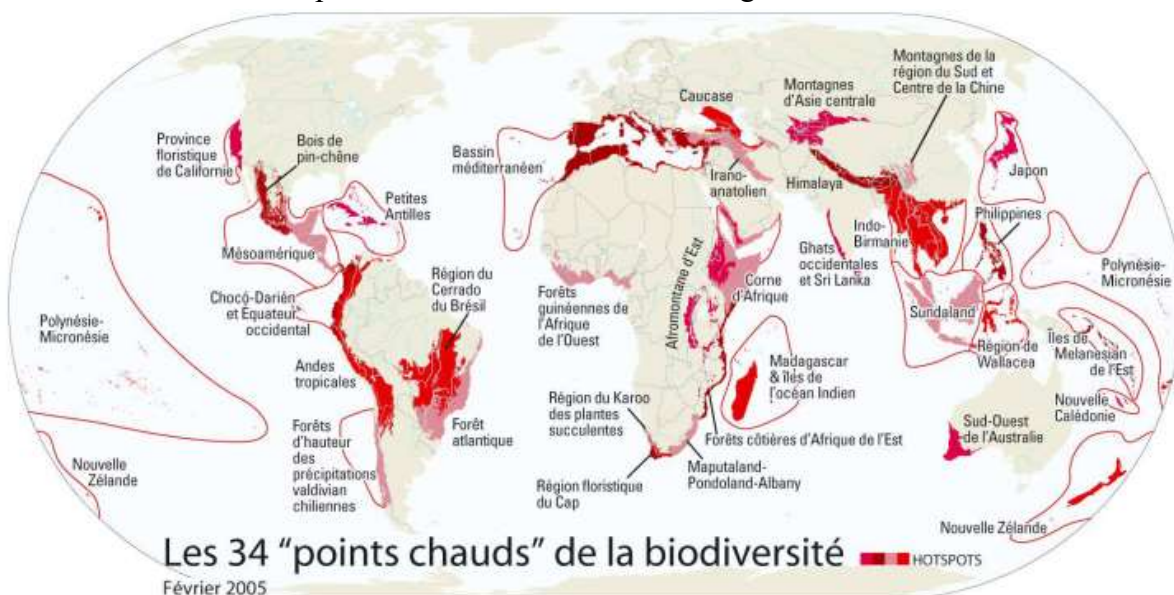 Montagnes de la
région du Sud et
Centre de la Chine
Montagnes
d'Asie centrale
Caucase
Province
floristique
de Californie
Bois de
pin-chêne
Bassin
méditerranéen
Irano-
anatolien
Himalaya
Japon
Petites
Antilles
Philippines
Mésoamérique
Indo-
Birmanie
Ghats
occidentales
et Sri Lanka
Région du
Cerrado
du Brésil
Afromontane d'Est
Corne
d'Afrique
Polynésie-
Micronésie
Chocó-Darién
et Equateur
occidental
Forêts
guinéennes de
l'Afrique
de l'Ouest
Sundaland
Polynésie-
Micronésie
Région de
Wallacea
Îles de
Melanesian
de l'Est
Andes
tropicales
Madagascar
& îles de
l'océan Indien
Région du Karoo
des plantes
succulentes
Nouvelle
Calédonie
Forêt
atlantique
Forêts
d'hauteur
des
précipitations
valdivian
chiliennes
Forêts côtières d'Afrique de l'Est
Sud-Ouest
de l'Australie
Nouvelle
Zélande
Région floristique
du Cap
Maputaland-
Pondoland-Albany
Nouvelle Zélande
Les 34 "points chauds" de la biodiversité
HOTSPOTS
Février 2005